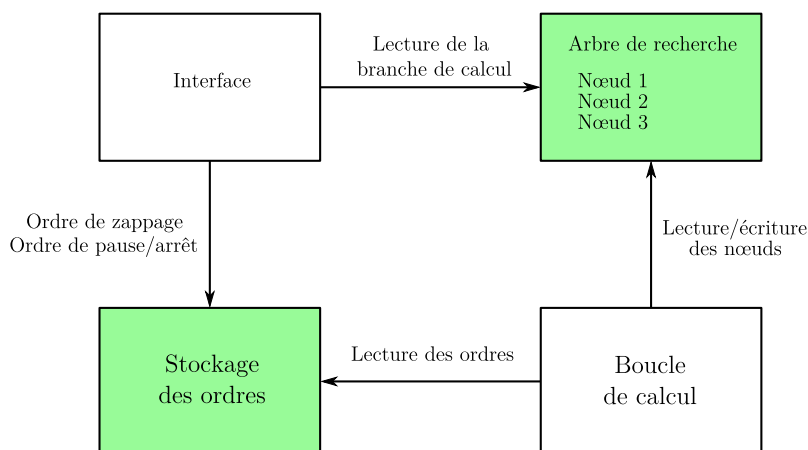 Interface
Lecture de la
branche de calcul
Arbre de recherche
Nœud 1
Nœud 2
Nœud 3
Ordre de zappage
Ordre de pause/arrêt
Lecture/écriture
des nœuds
Stockage
des ordres
Lecture des ordres
Boucle
de calcul